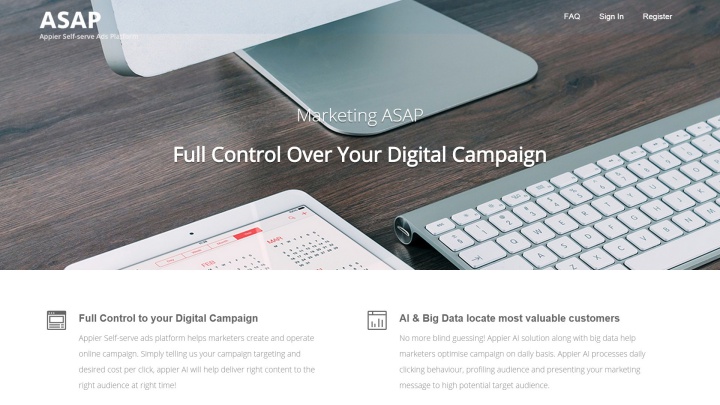 ASAP
Appier Self-serve Ads Platform
FAQ
Sign In
Register
Marketing ASAP
Full Control Over Your Digital Campaign
FEB
MAR
Full Control to your Digital Campaign
Appier Self-serve ads platform helps marketers create and operate
online campaign. Simply telling us your campaign targeting and
desired cost per click, appier AI will help deliver right content to the
right audience at right time!
AI & Big Data locate most valuable customers
No more blind guessing! Appier AI solution along with big data help
marketers optimise campaign on daily basis. Appier AI processes daily
clicking behaviour, profiling audience and presenting your marketing
message to high potential target audience.